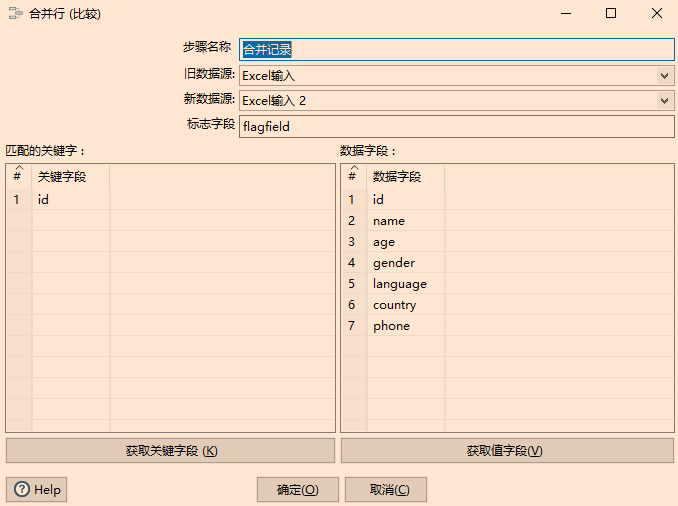 合并行 (比较)
步骤名称 合并记录
旧数据源: Excel输入
新数据源: Excel输入 2
标志字段 flagfield
匹配的关键字： 数据字段：
# 关键字段 # 数据字段
1 id 1 id
2 name
3 age
4 gender
5 language
6 country
7 phone
获取关键字段 (K) 获取值字段(V)
Help 确定(O) 取消(C)